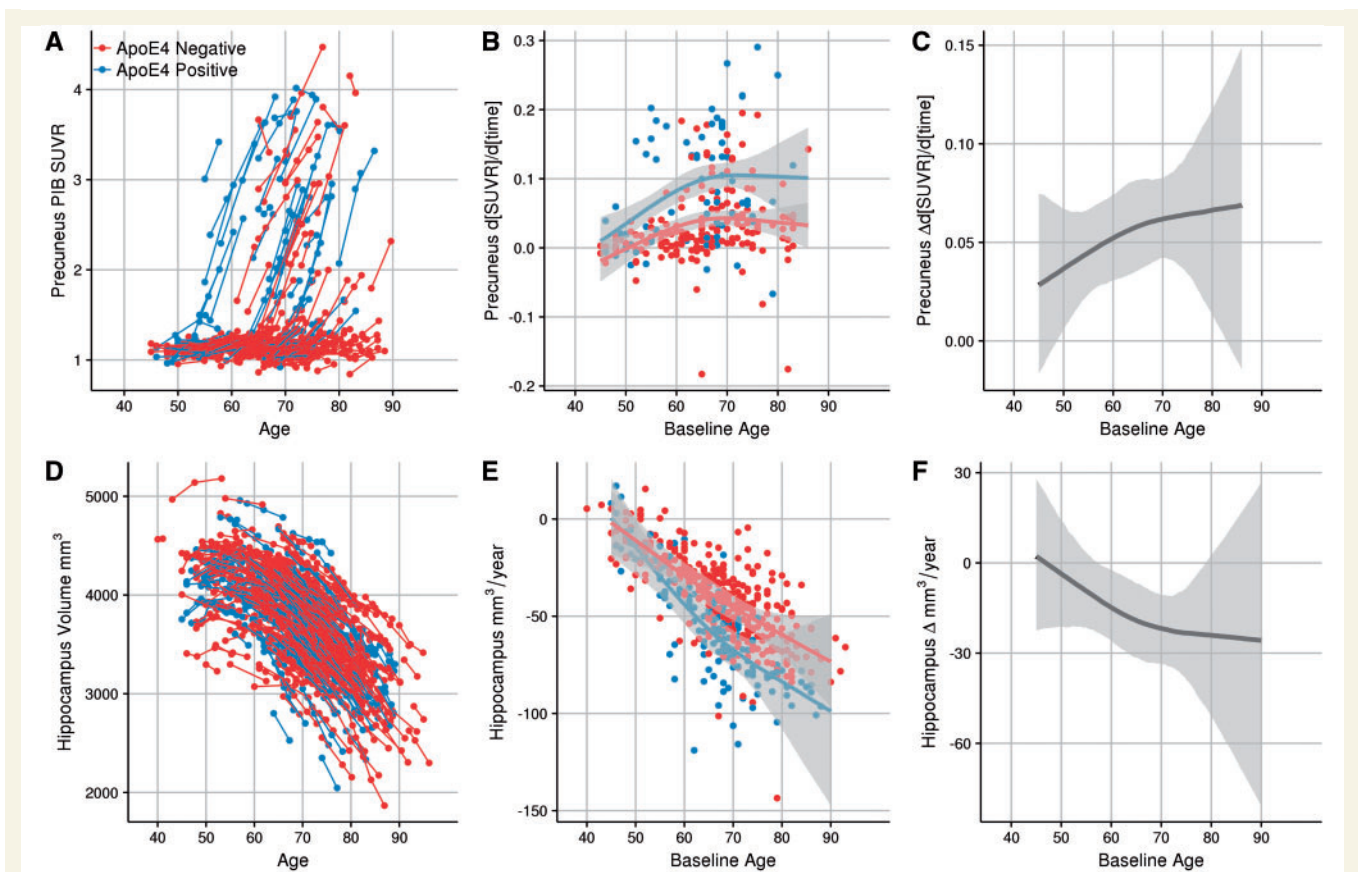 A
ApoE4 Negative
ApoE4 Positive
Precuneus PIB SUVR
4
3
2
1
40 50 60 70 80 90
Age
B
Precuneus d[SUVR]/d[time]
0.3
0.2
0.1
0.0
-0.1
-0.2
40 50 60 70 80 90
Baseline Age
C
Precuneus Δd[SUVR]/d[time]
0.15
0.10
0.05
0.00
40 50 60 70 80 90
Baseline Age
D
Hippocampus Volume mm³
5000
4000
3000
2000
40 50 60 70 80 90
Age
E
Hippocampus mm³/year
0
-50
-100
-150
40 50 60 70 80 90
Baseline Age
F
Hippocampus Δ mm³/year
30
0
-30
-60
40 50 60 70 80 90
Baseline Age